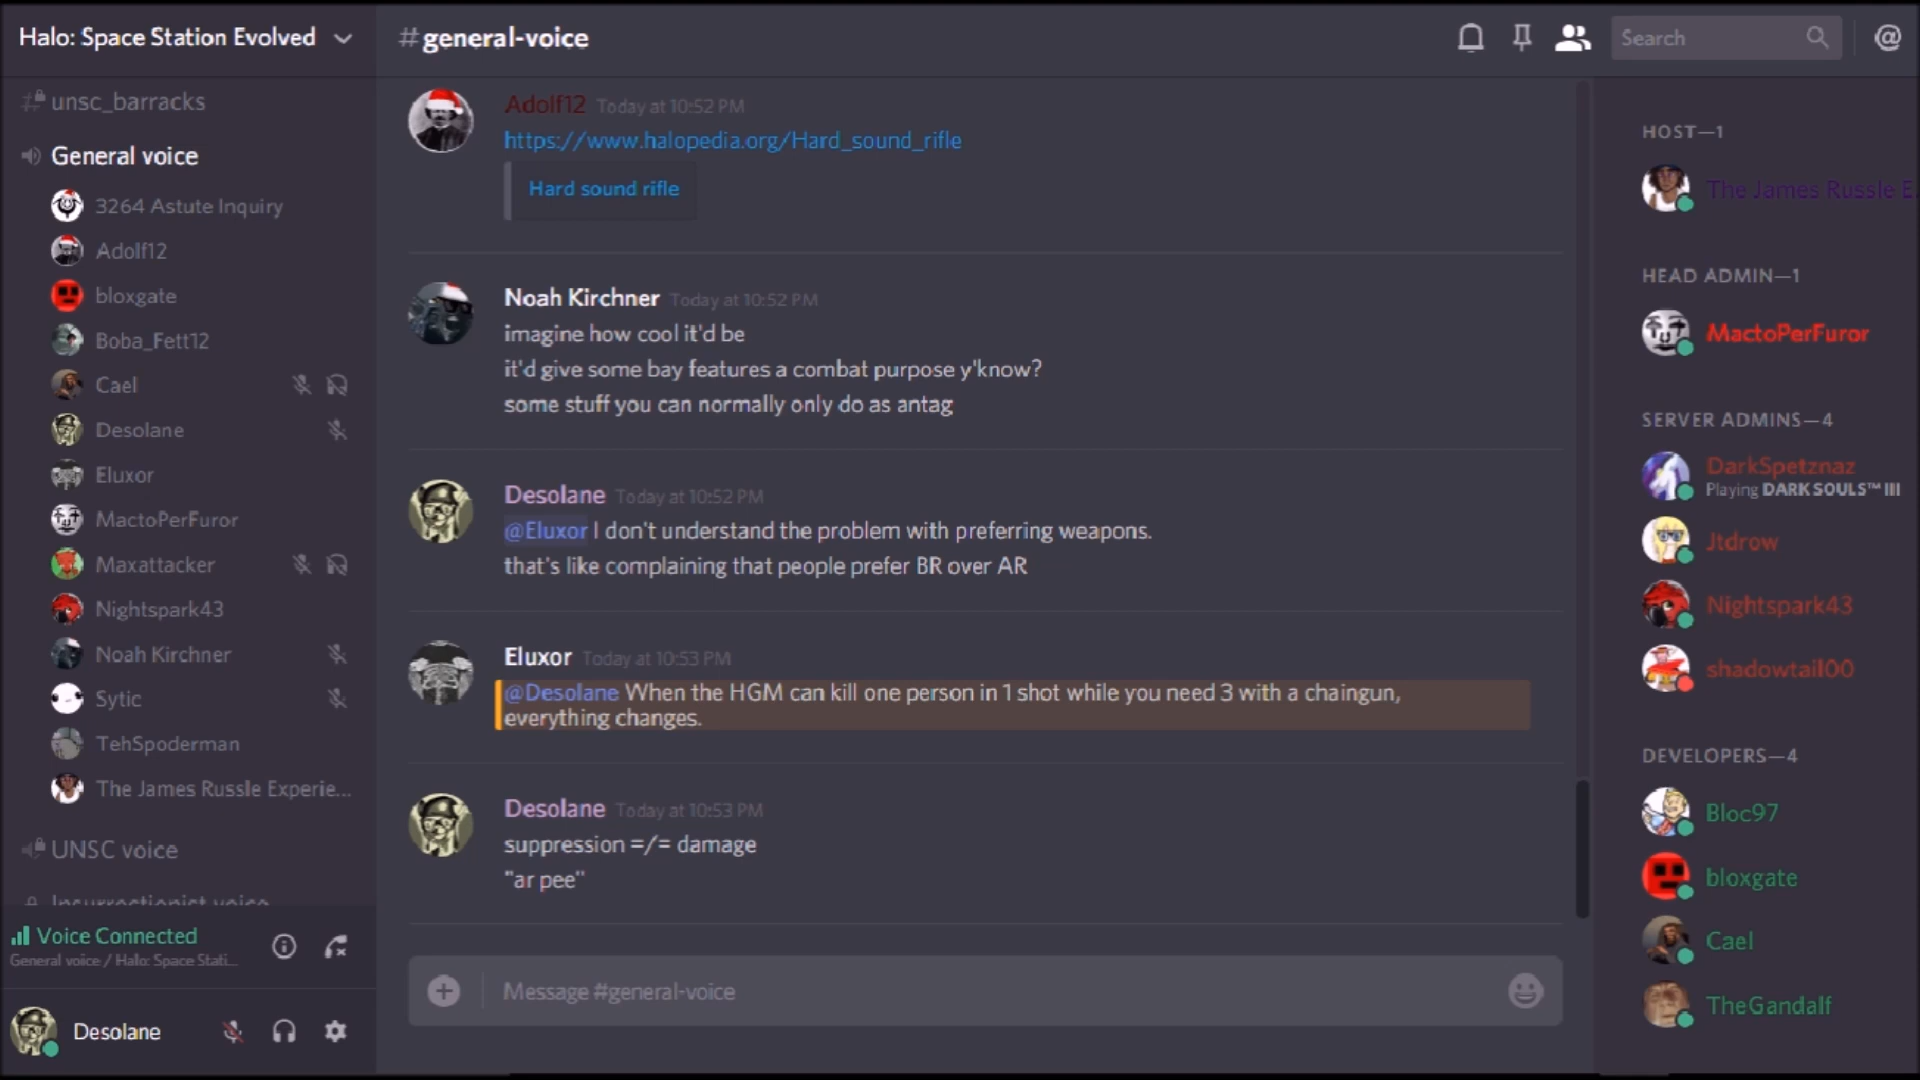 Halo: Space Station Evolved
#general-voice
Search
unsc_barracks
General voice
3264 Astute Inquiry
Adolf12
bloxgate
Boba_Fett12
Cael
Desolane
Eluxor
MactoPerFuror
Maxattacker
Nightspark43
Noah Kirchner
Sytic
TehSpoderman
The James Russle Experie...
UNSC voice
Insurrectionist voice
Voice Connected
General voice / Halo: Space Stati...
Desolane
Adolf12 Today at 10:52 PM
https://www.halopedia.org/Hard_sound_rifle
Hard sound rifle
Noah Kirchner Today at 10:52 PM
imagine how cool it'd be
it'd give some bay features a combat purpose y'know?
some stuff you can normally only do as antag
Desolane Today at 10:52 PM
@Eluxor I don't understand the problem with preferring weapons.
that's like complaining that people prefer BR over AR
Eluxor Today at 10:53 PM
@Desolane When the HGM can kill one person in 1 shot while you need 3 with a chaingun,
everything changes.
Desolane Today at 10:53 PM
suppression =/= damage
"ar pee"
Message #general-voice
HOST—1
The James Russle E...
HEAD ADMIN—1
MactoPerFuror
SERVER ADMINS—4
DarkSpetznaz
Playing DARK SOULS™ III
Jtdrow
Nightspark43
shadowtail00
DEVELOPERS—4
Bloc97
bloxgate
Cael
TheGandalf